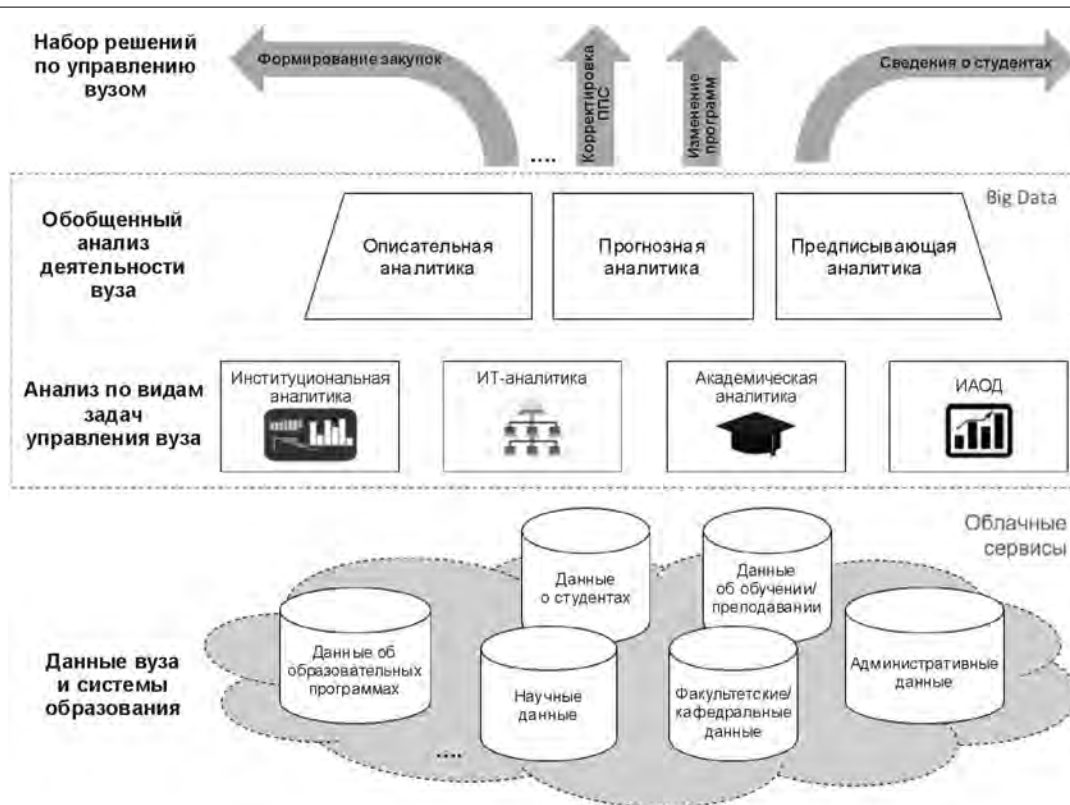 Набор решений
по управлению
вузом
Формирование закупок
....
Корректировка
ППС
Изменение
программ
Сведения о студентах
Big Data
Обобщенный
анализ
деятельности
вуза
Описательная
аналитика
Прогнозная
аналитика
Предписывающая
аналитика
Анализ по видам
задач
управления вуза
Институциональная
аналитика
ИТ-аналитика
Академическая
аналитика
ИАОД
Облачные
сервисы
Данные
о студентах
Данные
об обучении/
преподавании
Данные вуза
и системы
образования
Данные об
образовательных
программах
Научные
данные
Факультетские/
кафедральные
данные
Административные
данные
....